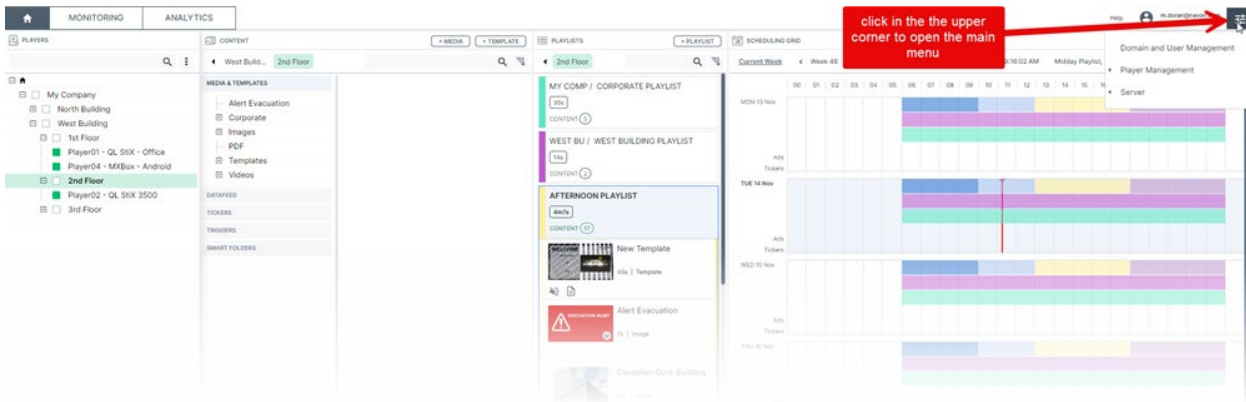 MONITORING
ANALYTICS
click in the the upper
corner to open the main
menu
Help
Domain and User Management
Player Management
Server
PLAYERS
My Company
North Building
West Building
1st Floor
Player01 - QL StiX - Office
Player04 - MXBox - Android
2nd Floor
Player02 - QL StiX 3500
3rd Floor
CONTENT
+ MEDIA
+ TEMPLATE
West Build...
2nd Floor
MEDIA & TEMPLATES
Alert Evacuation
Corporate
Images
PDF
Templates
Videos
DATAFEED
TICKERS
TRIGGERS
SMART FOLDERS
PLAYLISTS
+ PLAYLIST
2nd Floor
MY COMP / CORPORATE PLAYLIST
CONTENT
WEST BU / WEST BUILDING PLAYLIST
14s
CONTENT 2
AFTERNOON PLAYLIST
4m7s
CONTENT 17
New Template
45s | Template
EVACUATION ALERT
Alert Evacuation
7s | Image
Canadian-Govt-Building
SCHEDULING GRID
Current Week
Week 46
Midday Playlist,
00 01 02 03 04 05 06 07 08 09 10 11 12 13 14 15
MON 13 Nov
Ads
Tickers
TUE 14 Nov
Ads
Tickers
WED 15 Nov
Ads
Tickers
THU 16 Nov